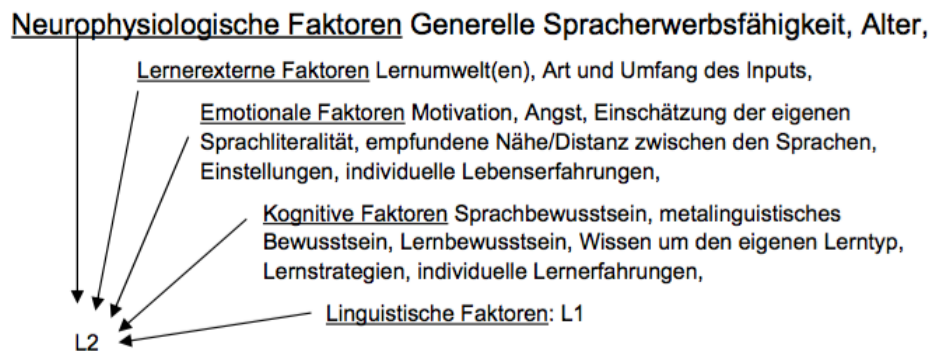 Neurophysiologische Faktoren Generelle Spracherwerbsfähigkeit, Alter,
Lernerexterne Faktoren Lernumwelt(en), Art und Umfang des Inputs,
Emotionale Faktoren Motivation, Angst, Einschätzung der eigenen
Sprachliteralität, empfundene Nähe/Distanz zwischen den Sprachen,
Einstellungen, individuelle Lebenserfahrungen,
Kognitive Faktoren Sprachbewusstsein, metalinguistisches
Bewusstsein, Lernbewusstsein, Wissen um den eigenen Lerntyp,
Lernstrategien, individuelle Lernerfahrungen,
Linguistische Faktoren: L1
L2